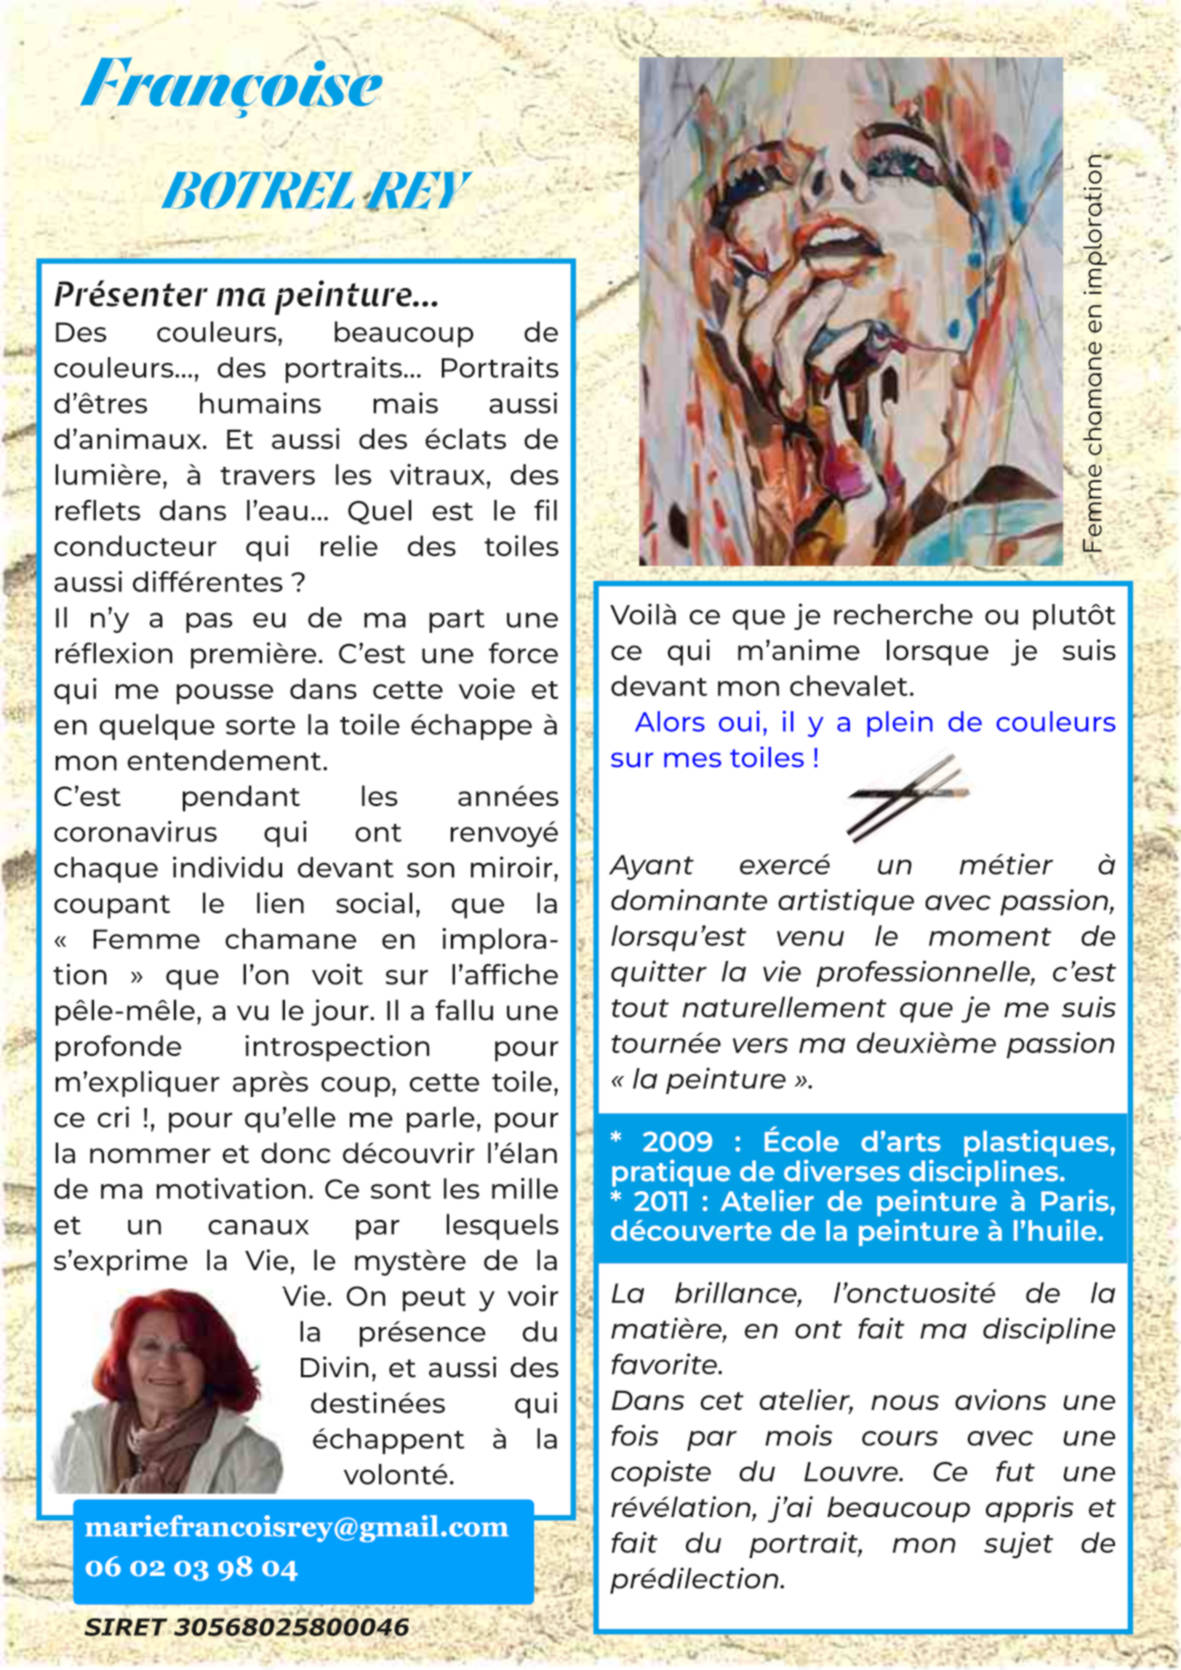 Françoise
BOTREL REY
Présenter ma peinture...
Des couleurs, beaucoup de
couleurs..., des portraits... Portraits
d'êtres humains mais aussi
d'animaux. Et aussi des éclats de
lumière, à travers les vitraux, des
reflets dans l'eau... Quel est le fil
conducteur qui relie des toiles
aussi différentes ?
Il n'y a pas eu de ma part une
réflexion première. C'est une force
qui me pousse dans cette voie et
en quelque sorte la toile échappe à
mon entendement.
C'est pendant les années
coronavirus qui ont renvoyé
chaque individu devant son miroir,
coupant le lien social, que la
« Femme chamane en implora-
tion » que l'on voit sur l'affiche
pêle-mêle, a vu le jour. Il a fallu une
profonde introspection pour
m'expliquer après coup, cette toile,
ce cri !, pour qu'elle me parle, pour
la nommer et donc découvrir l'élan
de ma motivation. Ce sont les mille
et un canaux par lesquels
s'exprime la Vie, le mystère de la
Vie. On peut y voir
la présence du
Divin, et aussi des
destinées qui
échappent à la
volonté.
mariefrancoisrey@gmail.com
06 02 03 98 04
SIRET 30568025800046
Femme chamane en imploration
Voilà ce que je recherche ou plutôt
ce qui m'anime lorsque je suis
devant mon chevalet.
Alors oui, il y a plein de couleurs
sur mes toiles !
Ayant exercé un métier à
dominante artistique avec passion,
lorsqu'est venu le moment de
quitter la vie professionnelle, c'est
tout naturellement que je me suis
tournée vers ma deuxième passion
« la peinture ».
* 2009 : École d'arts plastiques,
pratique de diverses disciplines.
* 2011 : Atelier de peinture à Paris,
découverte de la peinture à l'huile.
La brillance, l'onctuosité de la
matière, en ont fait ma discipline
favorite.
Dans cet atelier, nous avions une
fois par mois cours avec une
copiste du Louvre. Ce fut une
révélation, j'ai beaucoup appris et
fait du portrait, mon sujet de
prédilection.